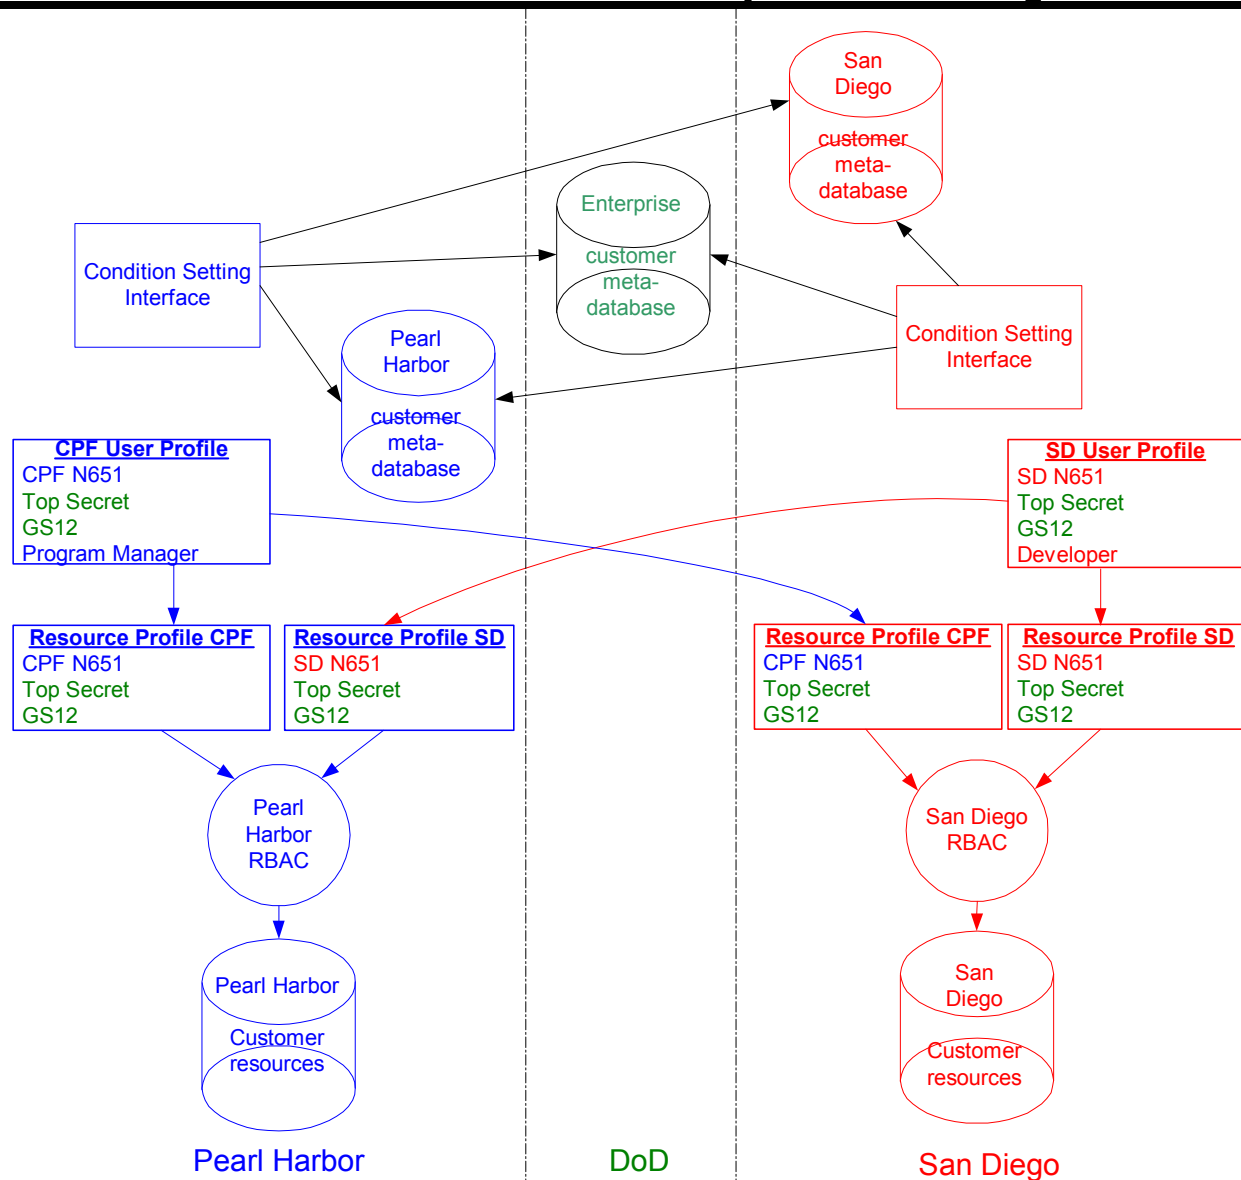 San
Diego
customer
meta-
database
Enterprise
customer
meta-
database
Condition Setting
Interface
Pearl
Harbor
customer
meta-
database
Condition Setting
Interface
CPF User Profile
CPF N651
Top Secret
GS12
Program Manager
SD User Profile
SD N651
Top Secret
GS12
Developer
Resource Profile CPF
CPF N651
Top Secret
GS12
Resource Profile SD
SD N651
Top Secret
GS12
Resource Profile CPF
CPF N651
Top Secret
GS12
Resource Profile SD
SD N651
Top Secret
GS12
Pearl
Harbor
RBAC
San Diego
RBAC
Pearl Harbor
Customer
resources
San
Diego
Customer
resources
Pearl Harbor
DoD
San Diego